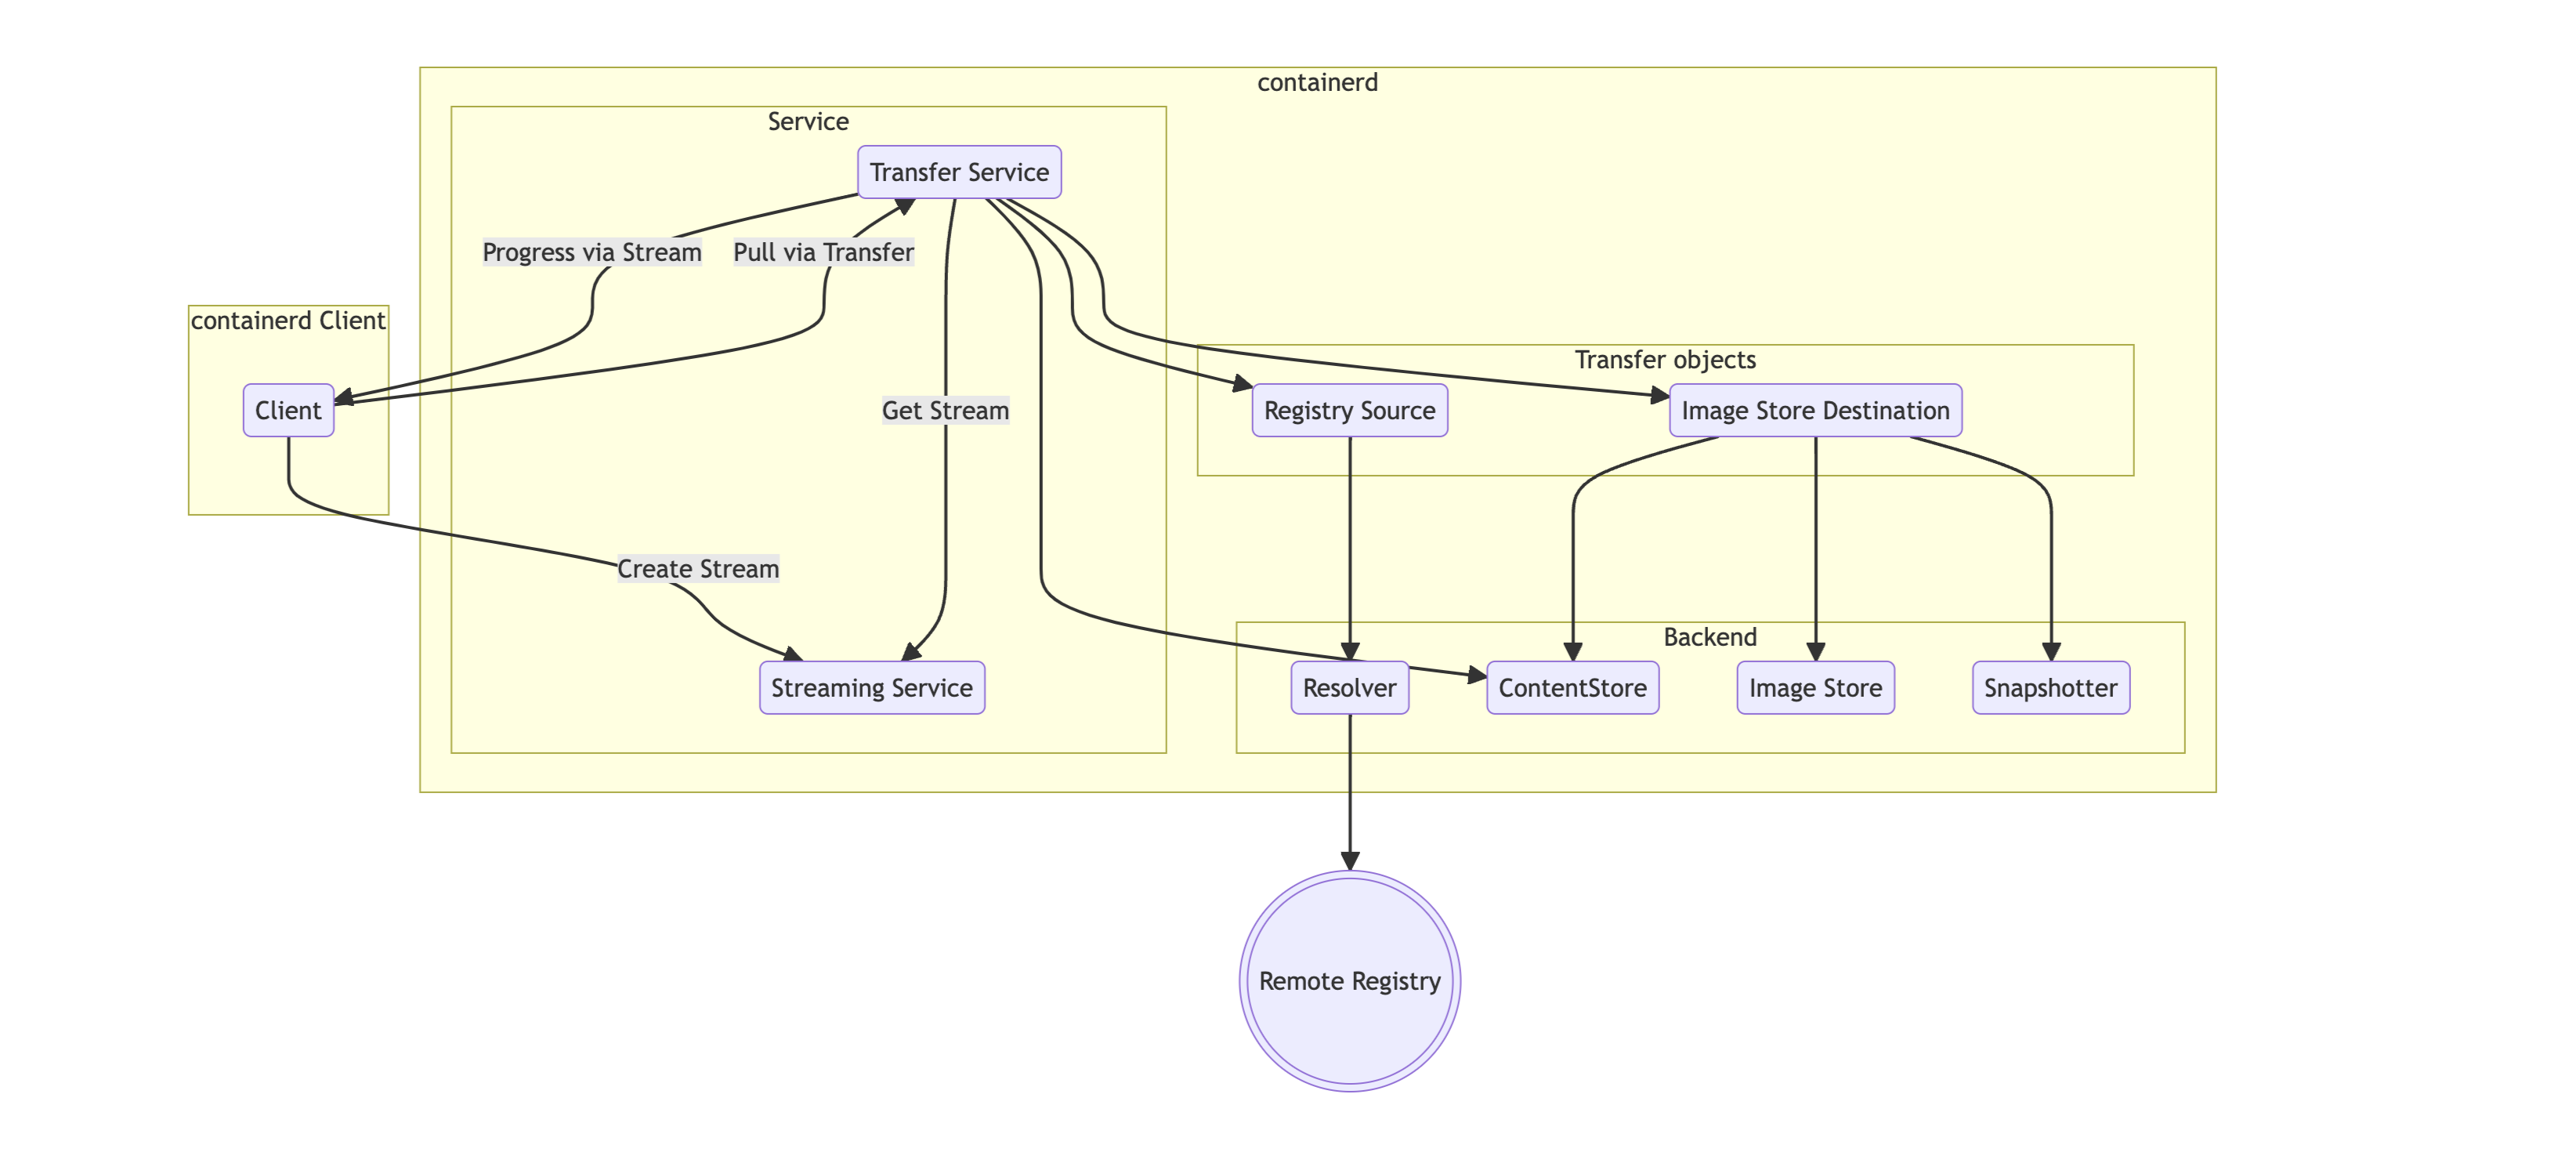 containerd
Service
Transfer Service
Progress via Stream
Pull via Transfer
containerd Client
Transfer objects
Client
Get Stream
Registry Source
Image Store Destination
Create Stream
Backend
Streaming Service
Resolver
ContentStore
Image Store
Snapshotter
Remote Registry